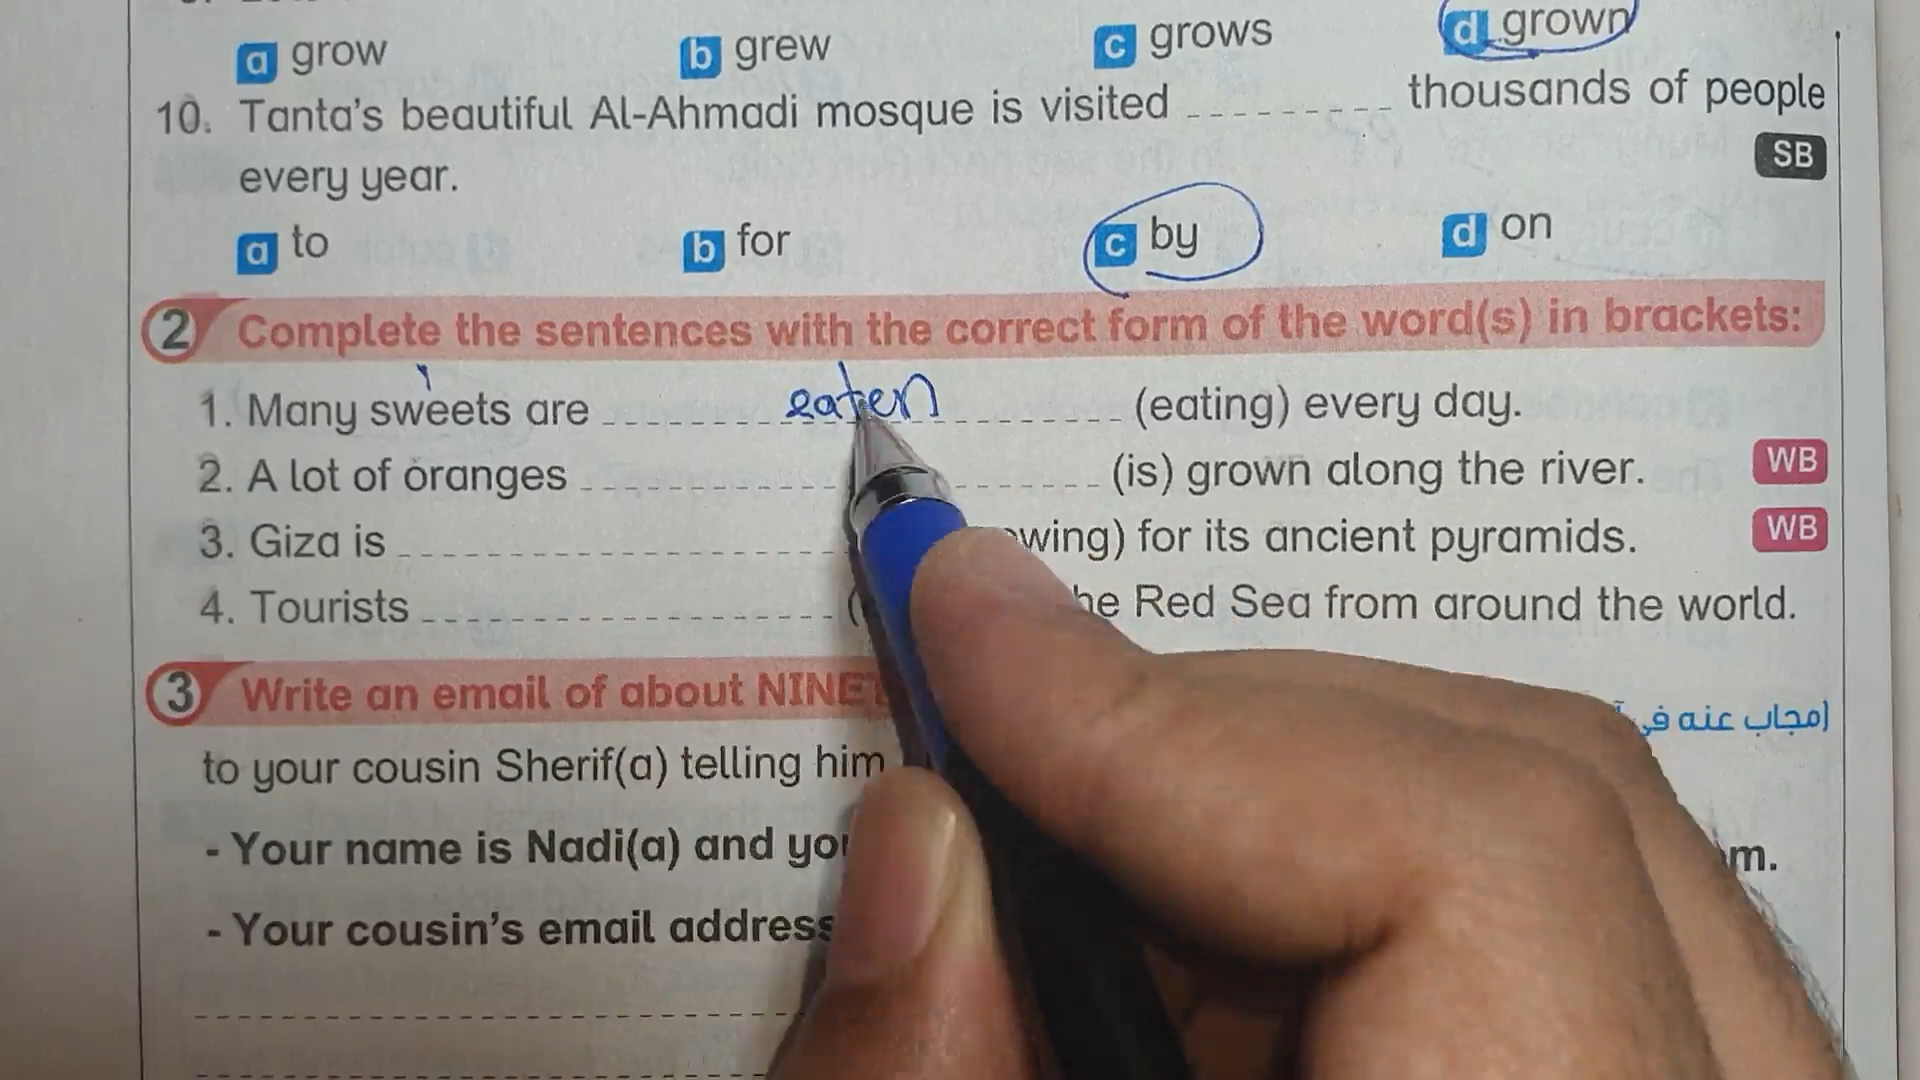 a grow b grew c grows d grown
10. Tanta's beautiful Al-Ahmadi mosque is visited thousands of people
every year. SB
a to b for c by d on
2 Complete the sentences with the correct form of the word(s) in brackets:
1. Many sweets are eaten (eating) every day.
2. A lot of oranges (is) grown along the river. WB
3. Giza is wing) for its ancient pyramids. WB
4. Tourists ( he Red Sea from around the world.
3 Write an email of about NINE
(مجاب عنه في
to your cousin Sherif(a) telling him
- Your name is Nadi(a) and yo m.
- Your cousin's email address